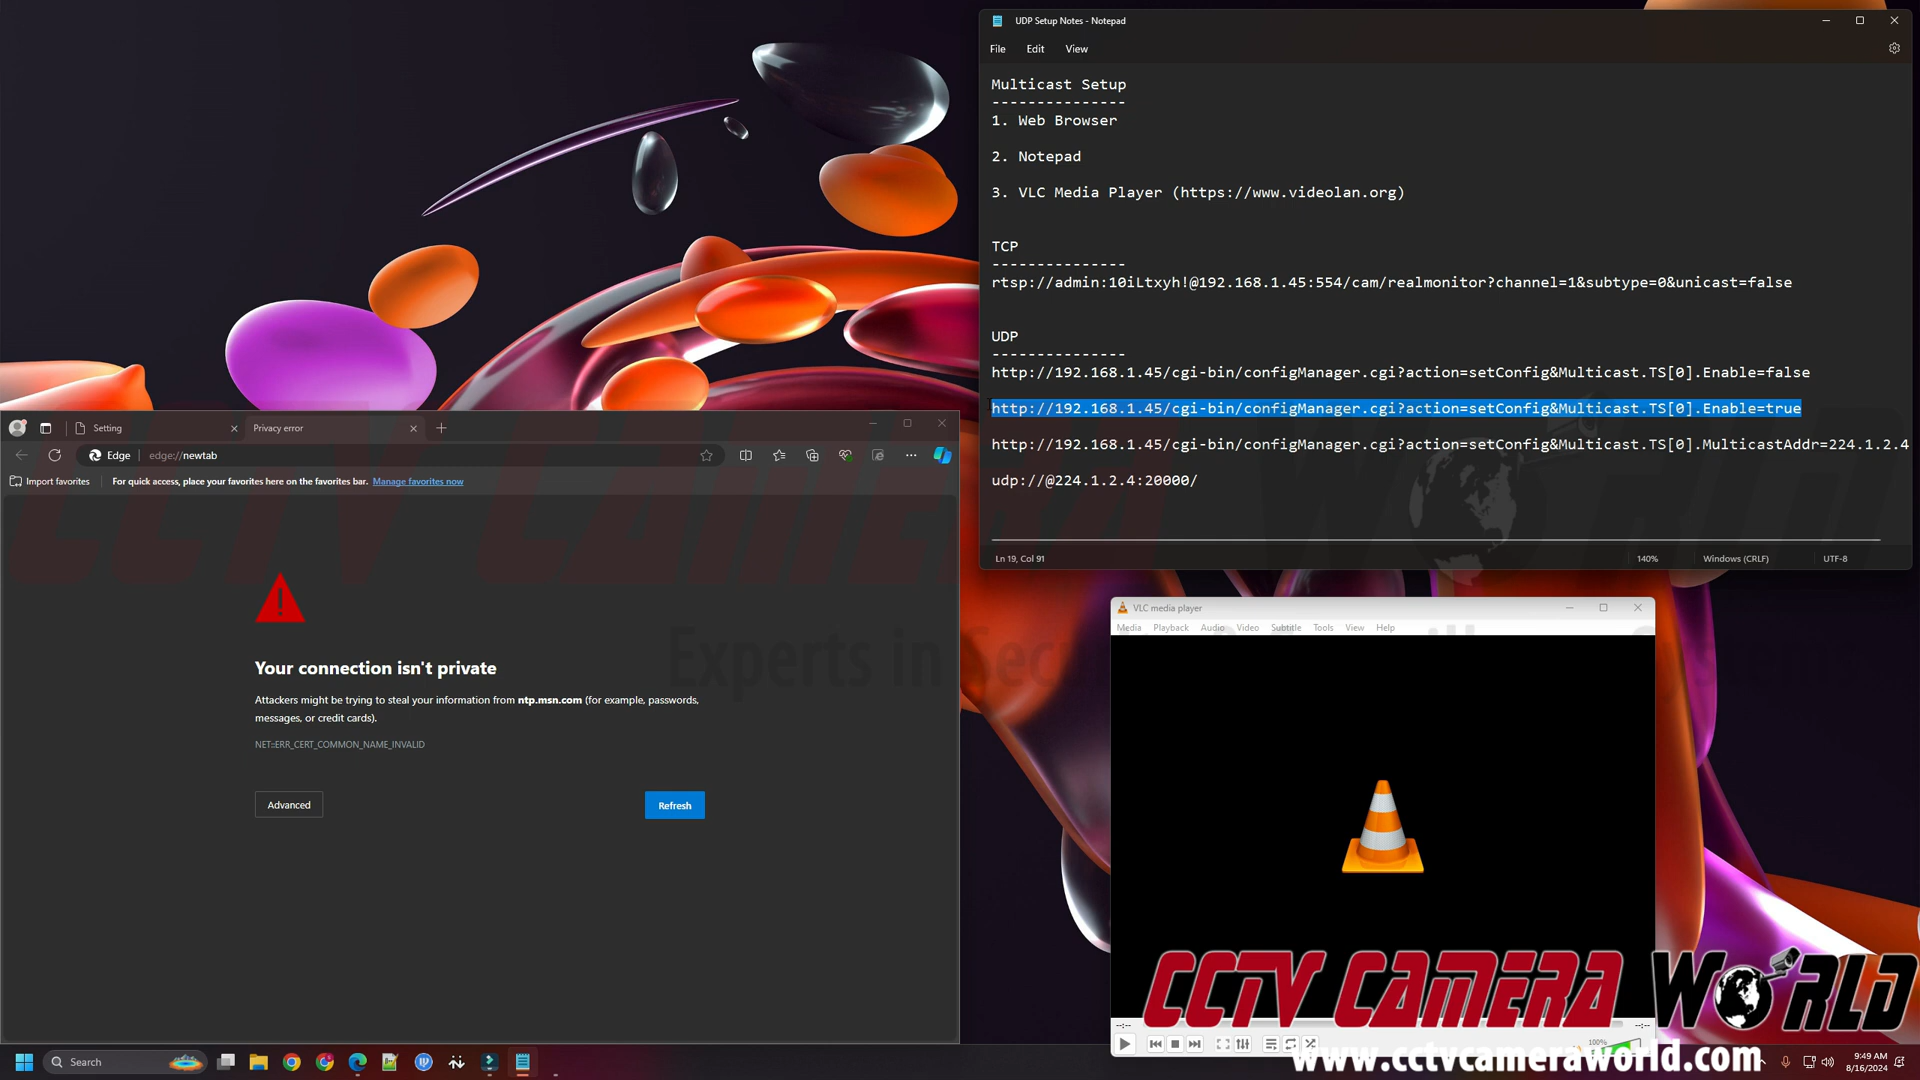 UDP Setup Notes - Notepad
File Edit View
Multicast Setup
---------------
1. Web Browser
2. Notepad
3. VLC Media Player (https://www.videolan.org)
TCP
---------------
rtsp://admin:10iLtxyh!@192.168.1.45:554/cam/realmonitor?channel=1&subtype=0&unicast=false
UDP
---------------
http://192.168.1.45/cgi-bin/configManager.cgi?action=setConfig&Multicast.TS[0].Enable=false
http://192.168.1.45/cgi-bin/configManager.cgi?action=setConfig&Multicast.TS[0].Enable=true
http://192.168.1.45/cgi-bin/configManager.cgi?action=setConfig&Multicast.TS[0].MulticastAddr=224.1.2.4
udp://@224.1.2.4:20000/
Ln 19, Col 91 140% Windows (CRLF) UTF-8
Setting Privacy error
Edge edge://newtab
Import favorites For quick access, place your favorites here on the favorites bar. Manage favorites now
CCTV CAMERA WORLD
Experts in Sec
Your connection isn't private
Attackers might be trying to steal your information from ntp.msn.com (for example, passwords,
messages, or credit cards).
NET::ERR_CERT_COMMON_NAME_INVALID
Advanced Refresh
VLC media player
Media Playback Audio Video Subtitle Tools View Help
CCTV CAMERA WORLD
--:-- --:--
100%
www.cctvcameraworld.com
Search
9:49 AM
8/16/2024